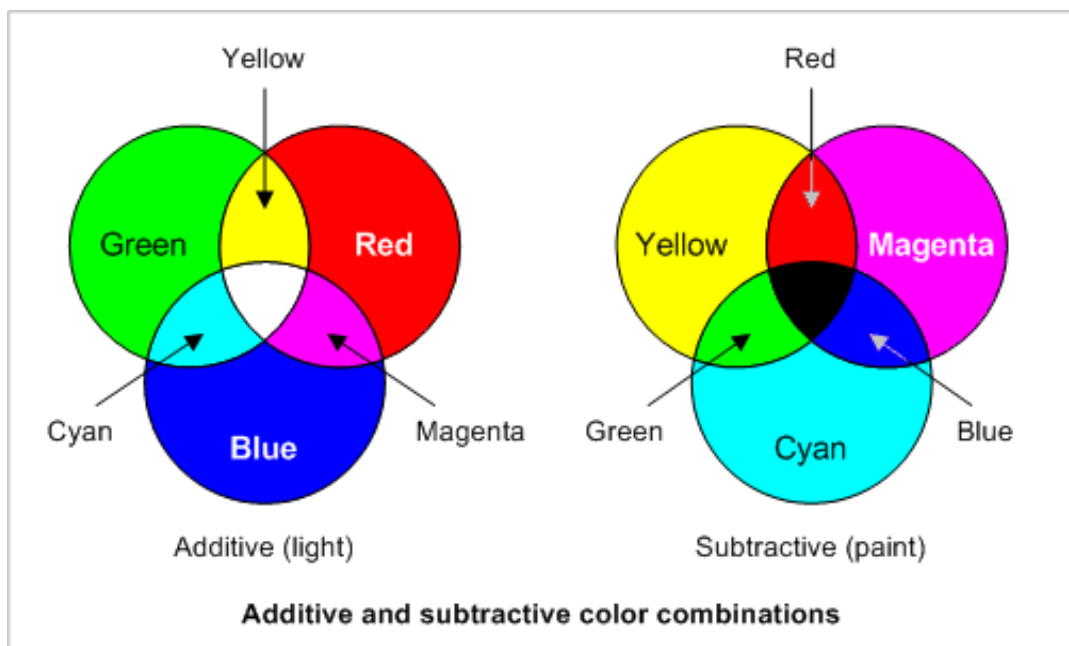 Yellow
Red
Green
Red
Yellow
Magenta
Cyan
Magenta
Green
Blue
Blue
Cyan
Additive (light)
Subtractive (paint)
Additive and subtractive color combinations